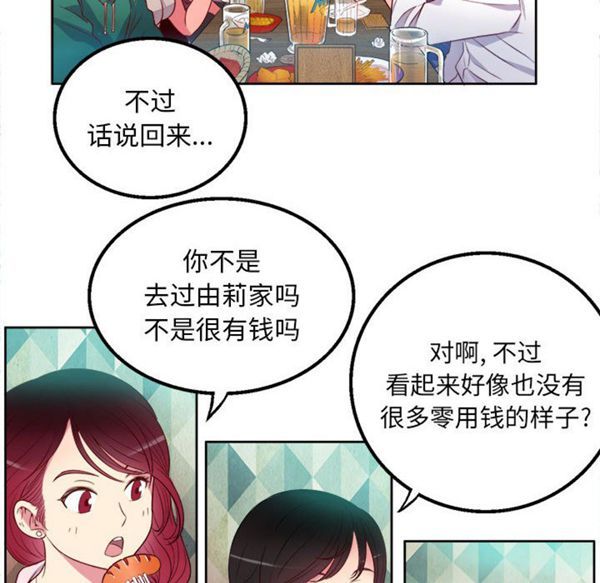 不过
话说回来...
你不是
去过由莉家吗
不是很有钱吗
对啊, 不过
看起来好像也没有
很多零用钱的样子?